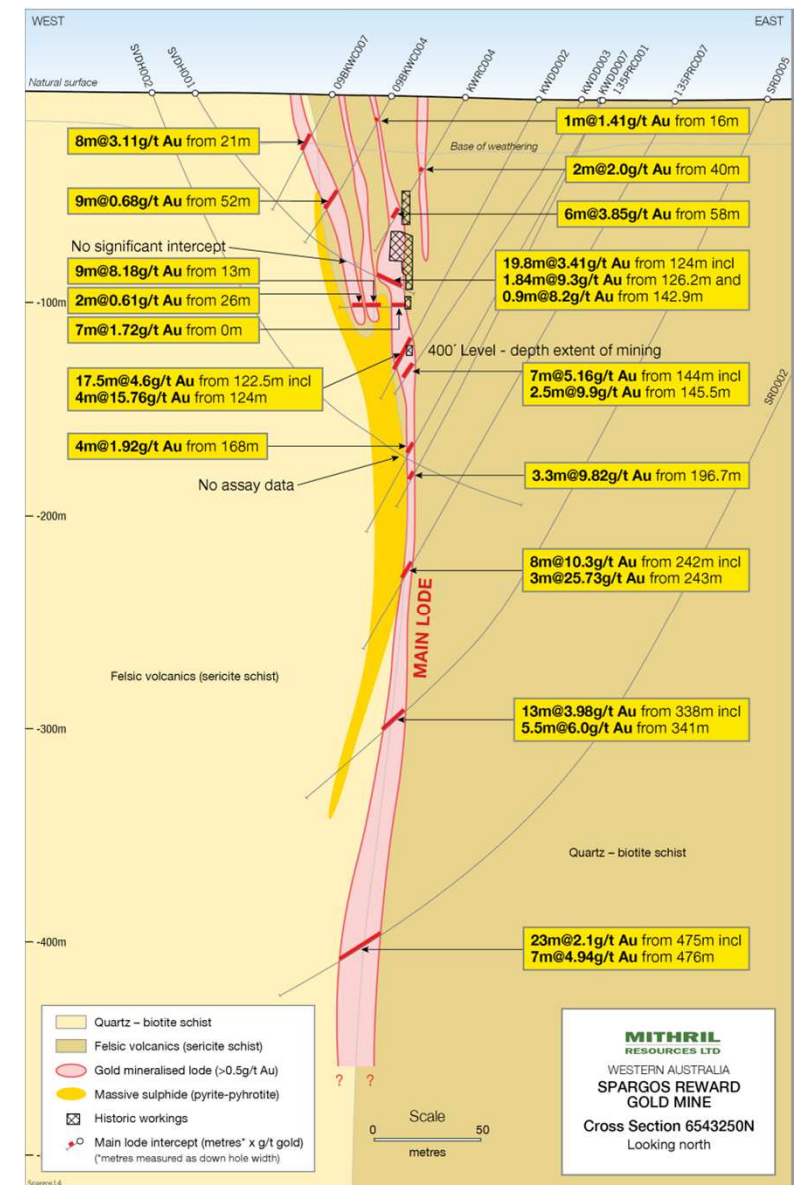 WEST
EAST
SVDH002
SVDH001
09BKWC007
09BKWC004
KWRC004
KWDD002
KWDD003
KWDD007
135PRC001
135PRC007
SRD005
Natural surface
1m@1.41g/t Au from 16m
8m@3.11g/t Au from 21m
Base of weathering
2m@2.0g/t Au from 40m
9m@0.68g/t Au from 52m
6m@3.85g/t Au from 58m
No significant intercept
9m@8.18g/t Au from 13m
2m@0.61g/t Au from 26m
7m@1.72g/t Au from 0m
19.8m@3.41g/t Au from 124m incl
1.84m@9.3g/t Au from 126.2m and
0.9m@8.2g/t Au from 142.9m
-100m
400´ Level - depth extent of mining
17.5m@4.6g/t Au from 122.5m incl
4m@15.76g/t Au from 124m
7m@5.16g/t Au from 144m incl
2.5m@9.9g/t Au from 145.5m
SRD002
4m@1.92g/t Au from 168m
No assay data
3.3m@9.82g/t Au from 196.7m
-200m
8m@10.3g/t Au from 242m incl
3m@25.73g/t Au from 243m
MAIN LODE
Felsic volcanics (sericite schist)
13m@3.98g/t Au from 338m incl
5.5m@6.0g/t Au from 341m
-300m
Quartz – biotite schist
-400m
23m@2.1g/t Au from 475m incl
7m@4.94g/t Au from 476m
Quartz – biotite schist
Felsic volcanics (sericite schist)
Gold mineralised lode (>0.5g/t Au)
Massive sulphide (pyrite-pyhrotite)
Historic workings
Main lode intercept (metres* x g/t gold)
(*metres measured as down hole width)
? ?
Scale
0 50
metres
MITHRIL
RESOURCES LTD
WESTERN AUSTRALIA
SPARGOS REWARD
GOLD MINE
Cross Section 6543250N
Looking north
Spargos14